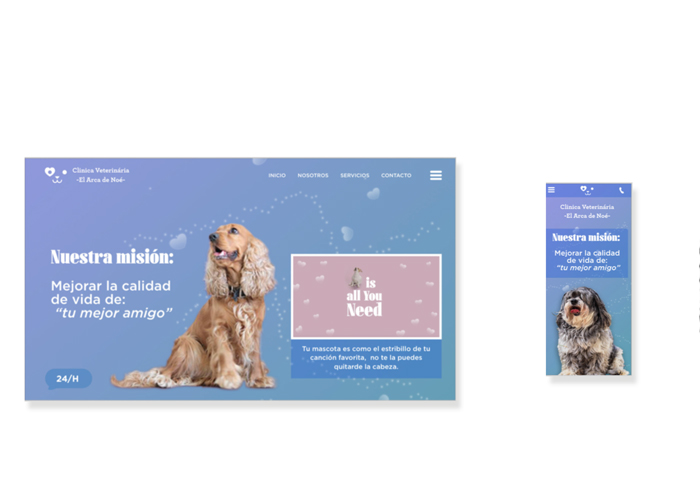 Clínica Veterinária
-El Arca de Noé-
INICIO NOSOTROS SERVICIOS CONTACTO
Nuestra misión:
Mejorar la calidad
de vida de:
“tu mejor amigo”
24/H
is
all You
Need
Tu mascota es como el estribillo de tu
canción favorita, no te la puedes
quitarde la cabeza.
Clínica Veterinária
-El Arca de Noé-
Nuestra misión:
Mejorar la calidad
de vida de:
“tu mejor amigo”